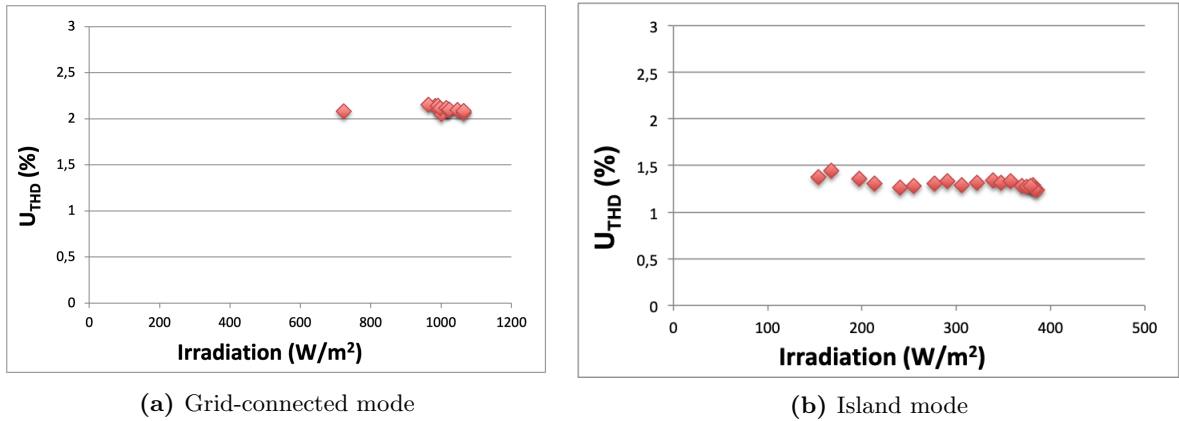 3
2,5
2
1,5
1
0,5
0
0 200 400 600 800 1000 1200
U_THD (%)
Irradiation (W/m²)
(a) Grid-connected mode
3
2,5
2
1,5
1
0,5
0
0 100 200 300 400 500
U_THD (%)
Irradiation (W/m²)
(b) Island mode